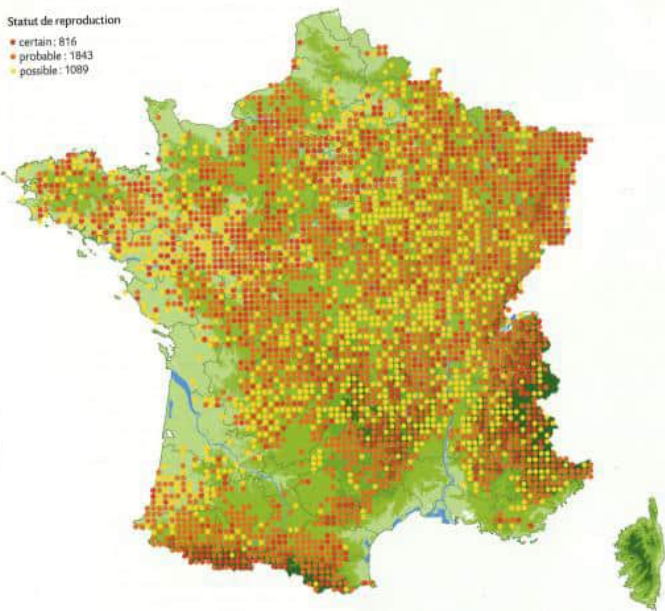 Statut de reproduction
certain : 816
probable : 1843
possible : 1089